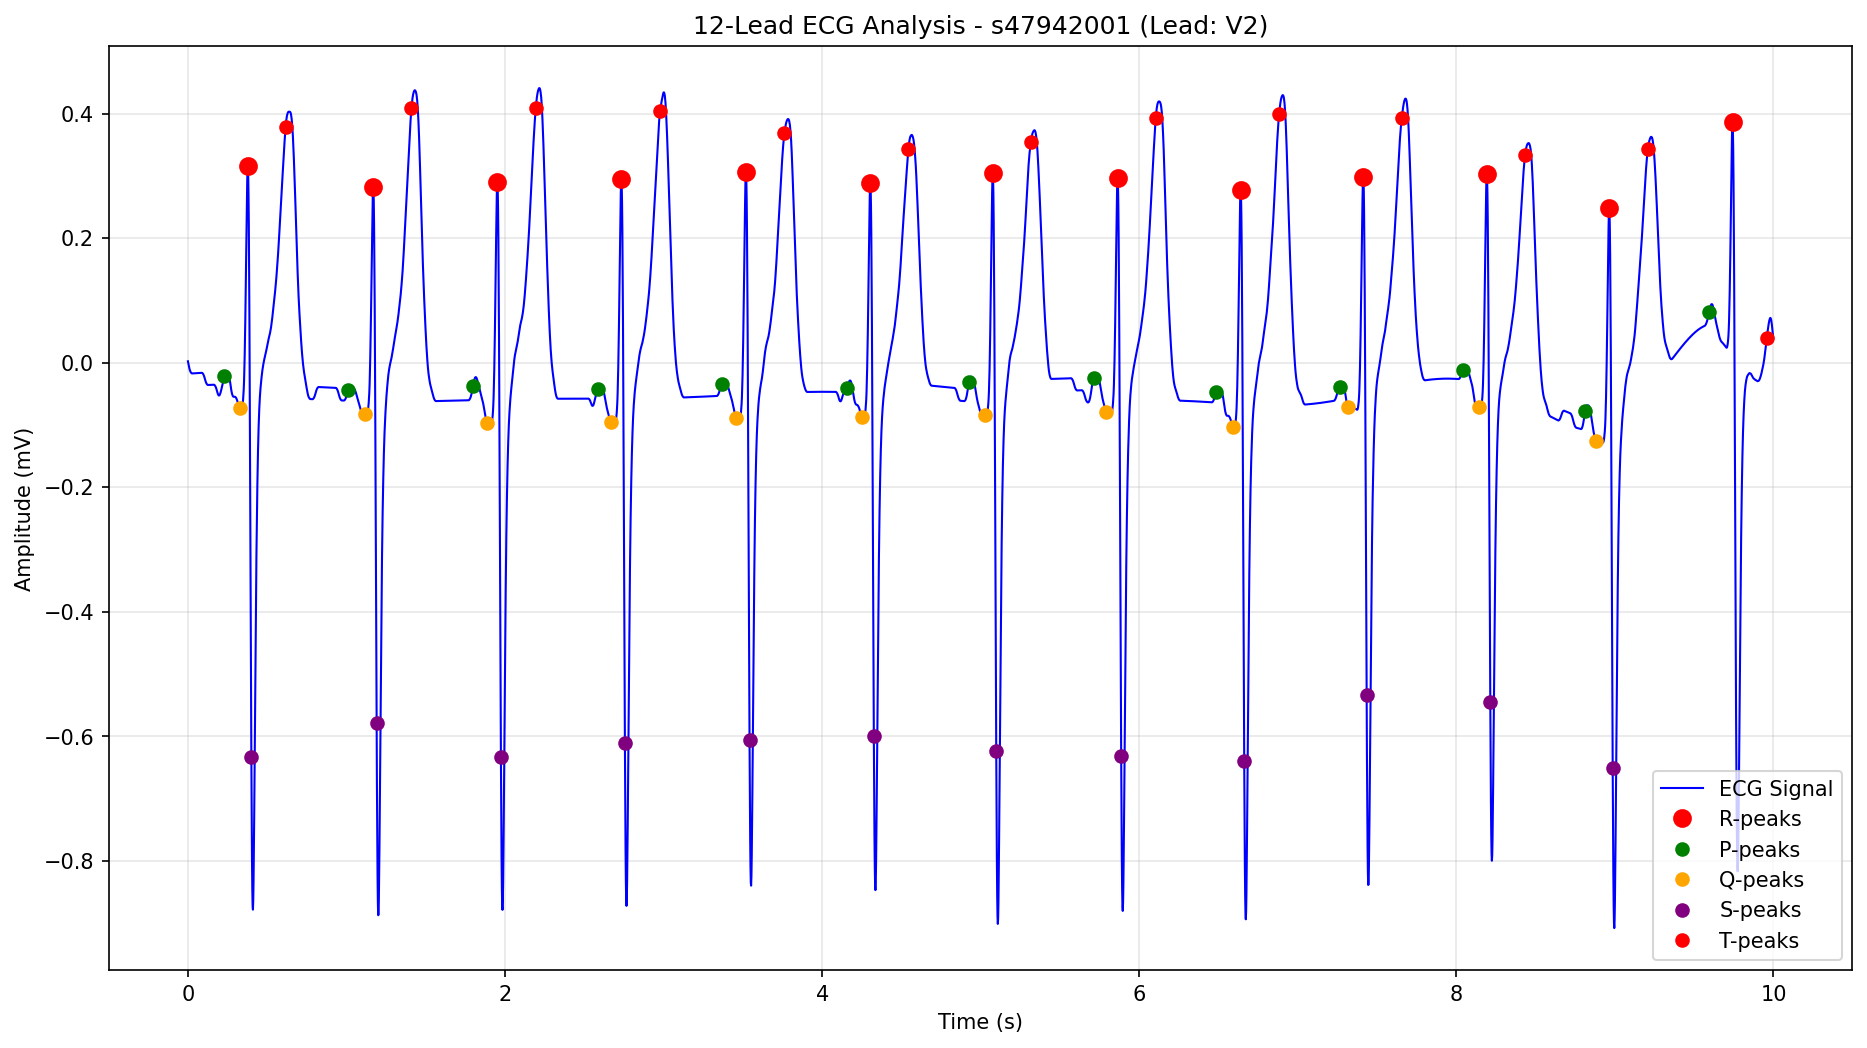 12-Lead ECG Analysis - s47942001 (Lead: V2)
Amplitude (mV)
0.4
0.2
0.0
−0.2
−0.4
−0.6
−0.8
0 2 4 6 8 10
Time (s)
ECG Signal
R-peaks
P-peaks
Q-peaks
S-peaks
T-peaks